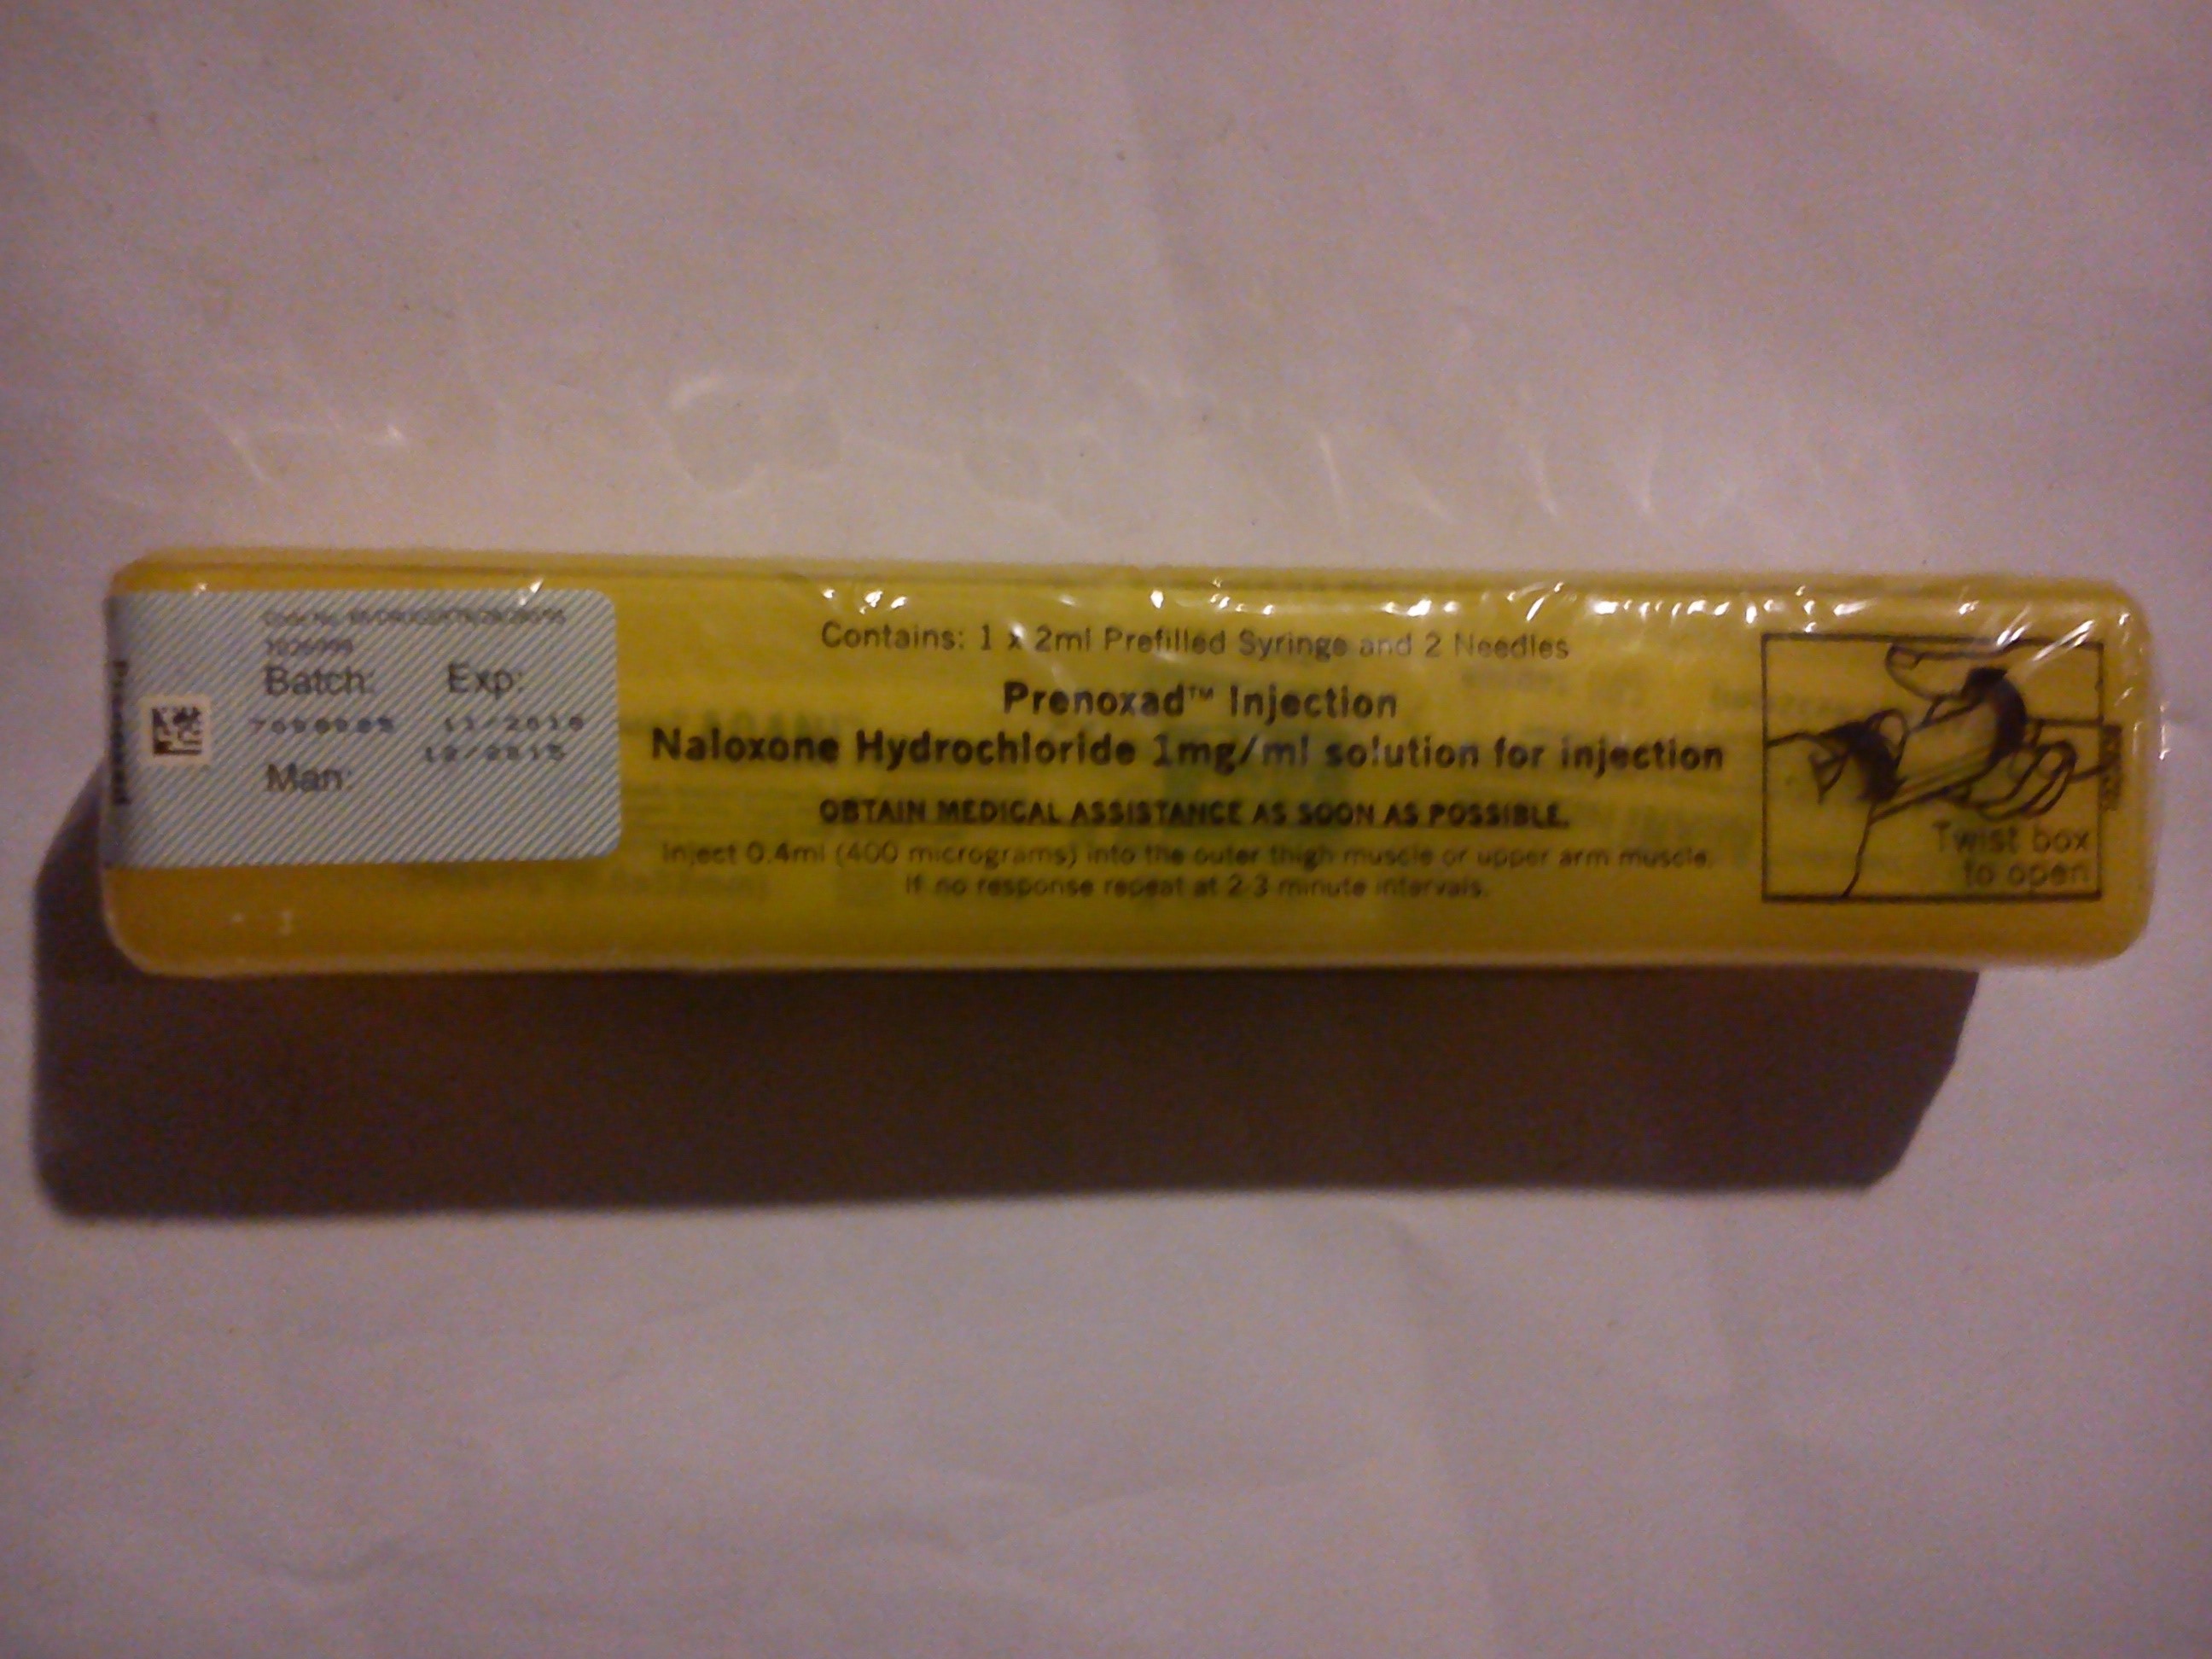 Batch:
Exp:
12/2015
Man:
Contains: 1 x 2ml Prefilled Syringe and 2 Needles
Prenoxad™ Injection
Naloxone Hydrochloride 1mg/ml solution for injection
OBTAIN MEDICAL ASSISTANCE AS SOON AS POSSIBLE.
Inject 0.4ml (400 micrograms) into the outer thigh muscle or upper arm muscle.
If no response repeat at 2-3 minute intervals.
Twist box
to open